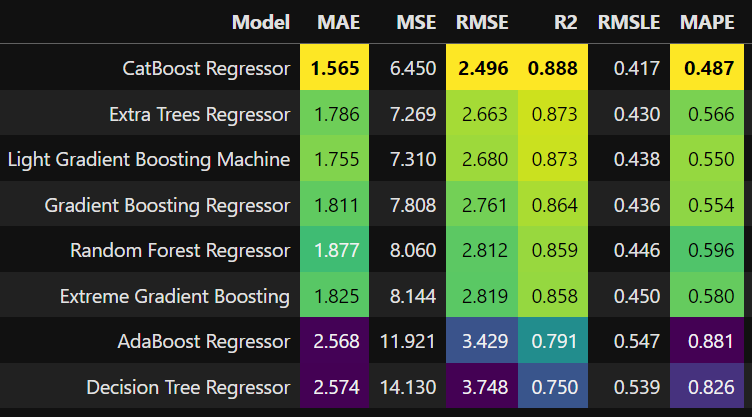 Model MAE MSE RMSE R2 RMSLE MAPE
CatBoost Regressor 1.565 6.450 2.496 0.888 0.417 0.487
Extra Trees Regressor 1.786 7.269 2.663 0.873 0.430 0.566
Light Gradient Boosting Machine 1.755 7.310 2.680 0.873 0.438 0.550
Gradient Boosting Regressor 1.811 7.808 2.761 0.864 0.436 0.554
Random Forest Regressor 1.877 8.060 2.812 0.859 0.446 0.596
Extreme Gradient Boosting 1.825 8.144 2.819 0.858 0.450 0.580
AdaBoost Regressor 2.568 11.921 3.429 0.791 0.547 0.881
Decision Tree Regressor 2.574 14.130 3.748 0.750 0.539 0.826